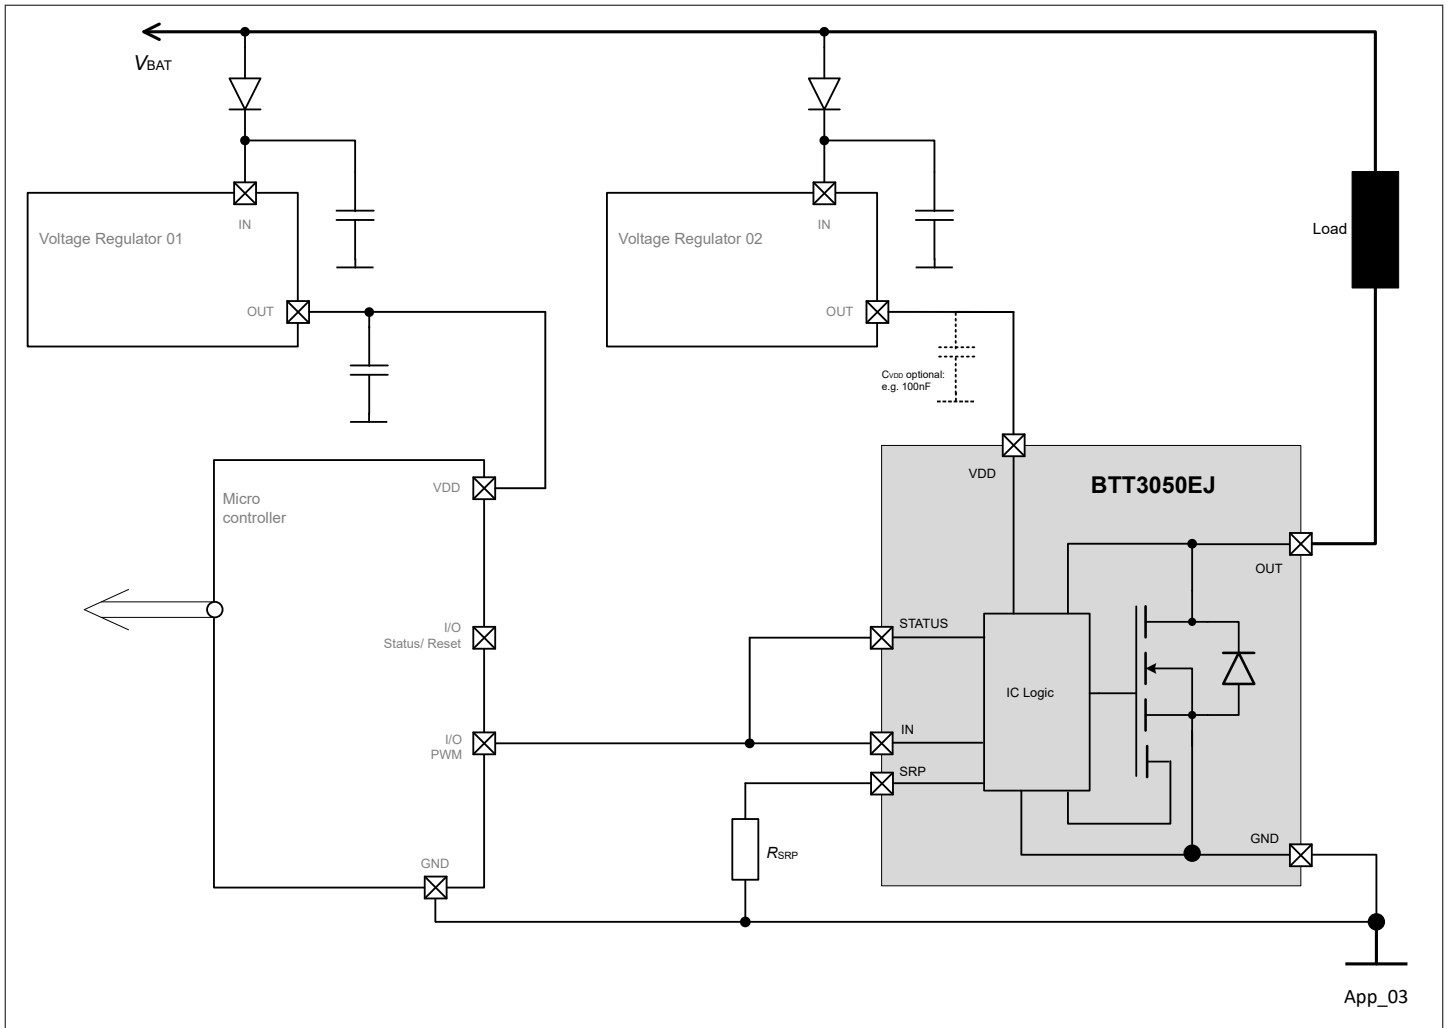 VBAT
IN
Voltage Regulator 01
OUT
IN
Voltage Regulator 02
OUT
Load
CVDD optional:
e.g. 100nF
VDD
BTT3050EJ
Micro
controller
VDD
I/O
Status/ Reset
I/O
PWM
GND
OUT
STATUS
IC Logic
IN
SRP
RSRP
GND
App_03